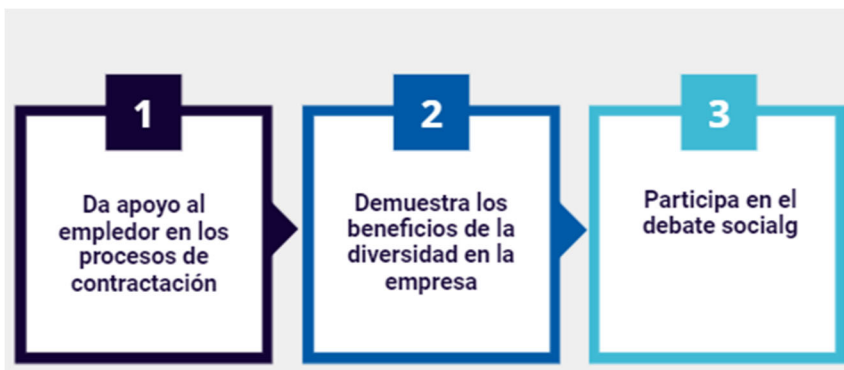 1
Da apoyo al
empledor en los
procesos de
contractación
2
Demuestra los
beneficios de la
diversidad en la
empresa
3
Participa en el
debate socialg